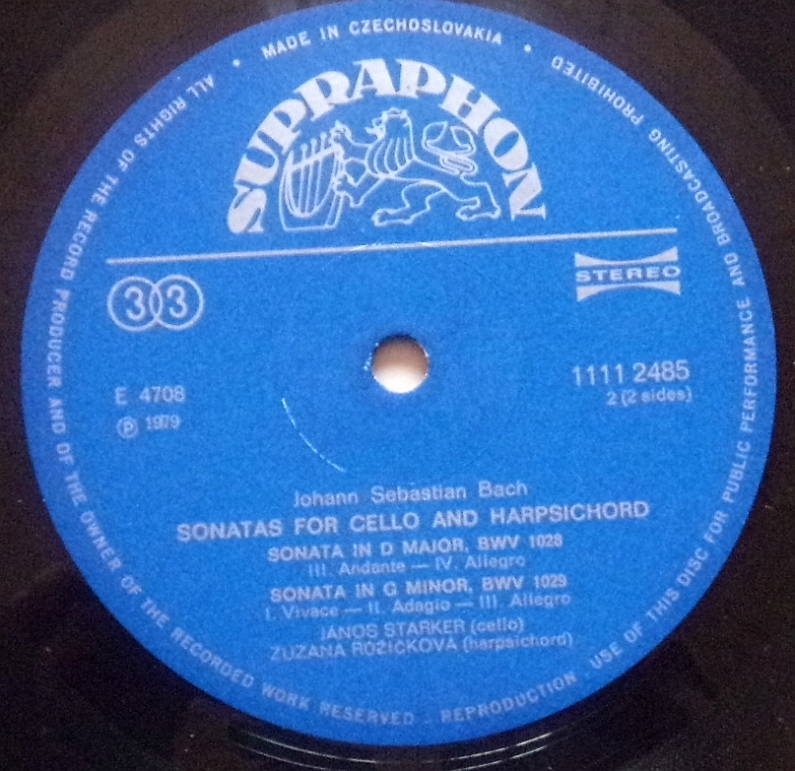 MADE IN CZECHOSLOVAKIA
ALL RIGHTS OF THE RECORD PRODUCER AND OF THE OWNER OF THE RECORDED WORK RESERVED . REPRODUCTION USE OF THIS DISC FOR PUBLIC PERFORMANCE AND BROADCASTING PROHIBITED
SUPRAPHON
33
STEREO
E 4708
℗ 1979
1111 2485
2 (2 sides)
Johann Sebastian Bach
SONATAS FOR CELLO AND HARPSICHORD
SONATA IN D MAJOR, BWV 1028
III. Andante — IV. Allegro
SONATA IN G MINOR, BWV 1029
I. Vivace — II. Adagio — III. Allegro
JANOS STARKER (cello)
ZUZANA RŮŽIČKOVÁ (harpsichord)